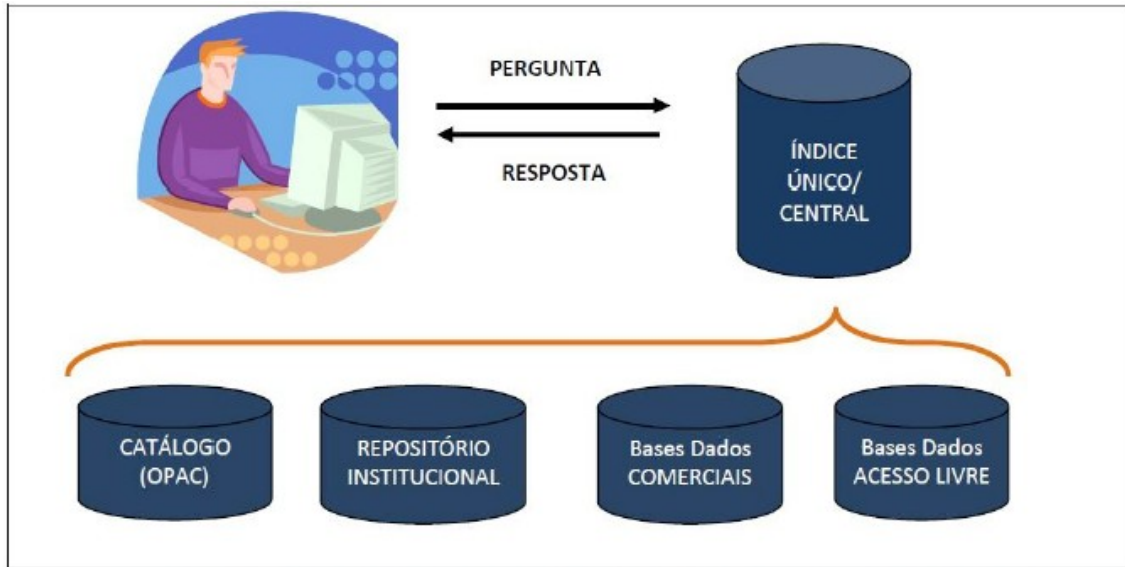 PERGUNTA
RESPOSTA
ÍNDICE
ÚNICO/
CENTRAL
CATÁLOGO
(OPAC)
REPOSITÓRIO
INSTITUCIONAL
Bases Dados
COMERCIAIS
Bases Dados
ACESSO LIVRE